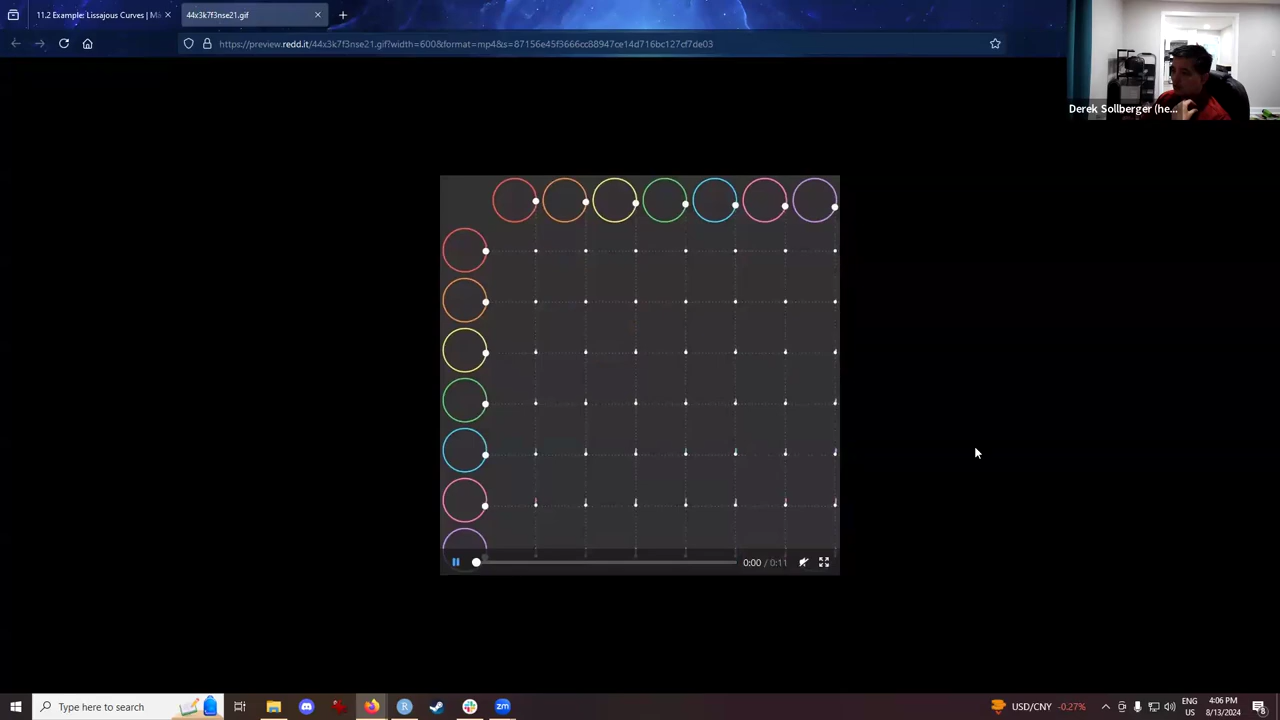 11.2 Example: Lissajous Curves | M
44x3k7f3nse21.gif
https://preview.redd.it/44x3k7f3nse21.gif?width=600&format=mp4&s=87156e45f3666cc88947ce14d716bc127cf7de03
Derek Sollberger (he...
0:00 / 0:11
Type here to search
zm
USD/CNY -0.27%
ENG
US
4:06 PM
8/13/2024